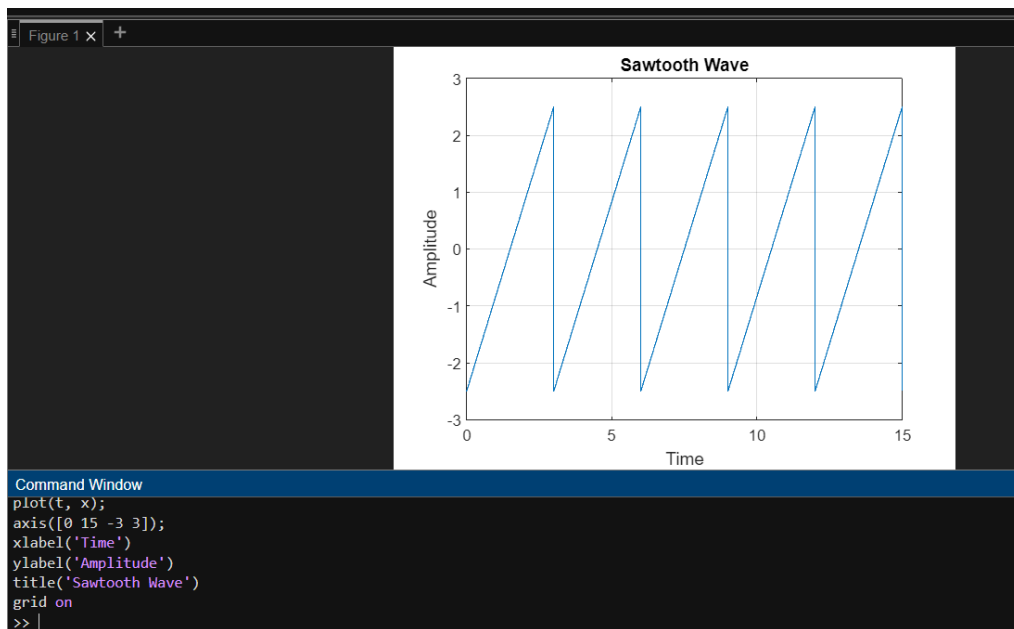 Figure 1 × +
Sawtooth Wave
3
2
1
0
-1
-2
-3
Amplitude
0 5 10 15
Time
Command Window
plot(t, x);
axis([0 15 -3 3]);
xlabel('Time')
ylabel('Amplitude')
title('Sawtooth Wave')
grid on
>>